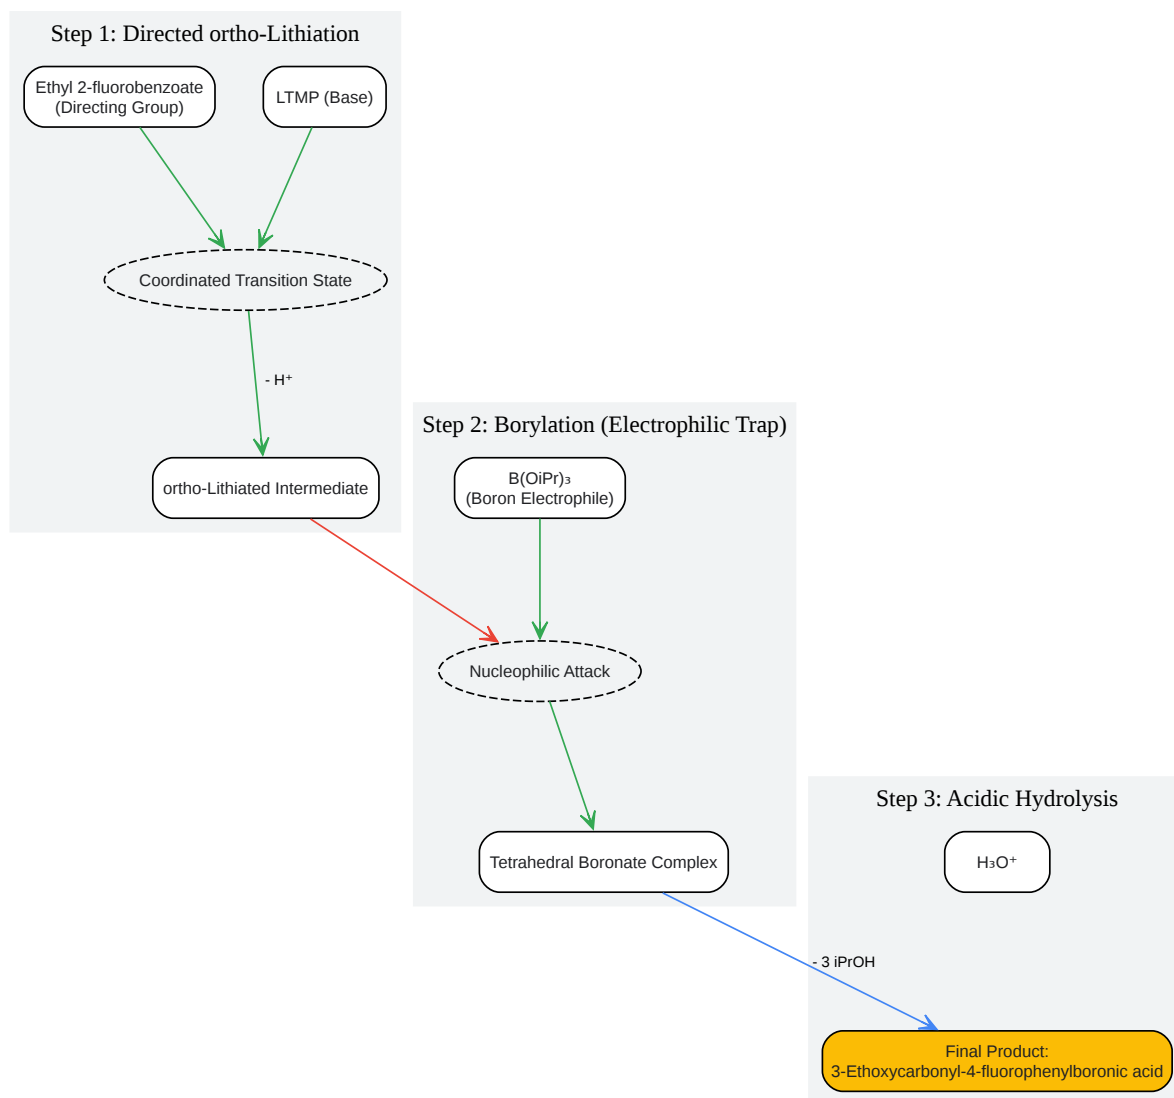 Step 1: Directed ortho-Lithiation
Ethyl 2-fluorobenzoate
(Directing Group)
LTMP (Base)
Coordinated Transition State
- H⁺
ortho-Lithiated Intermediate
Step 2: Borylation (Electrophilic Trap)
B(OiPr)₃
(Boron Electrophile)
Nucleophilic Attack
Tetrahedral Boronate Complex
Step 3: Acidic Hydrolysis
H₃O⁺
- 3 iPrOH
Final Product:
3-Ethoxycarbonyl-4-fluorophenylboronic acid